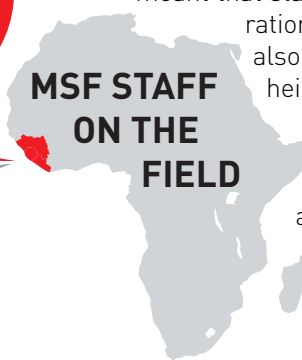 ration
also
hei
MSF STAFF
ON THE
FIELD
a